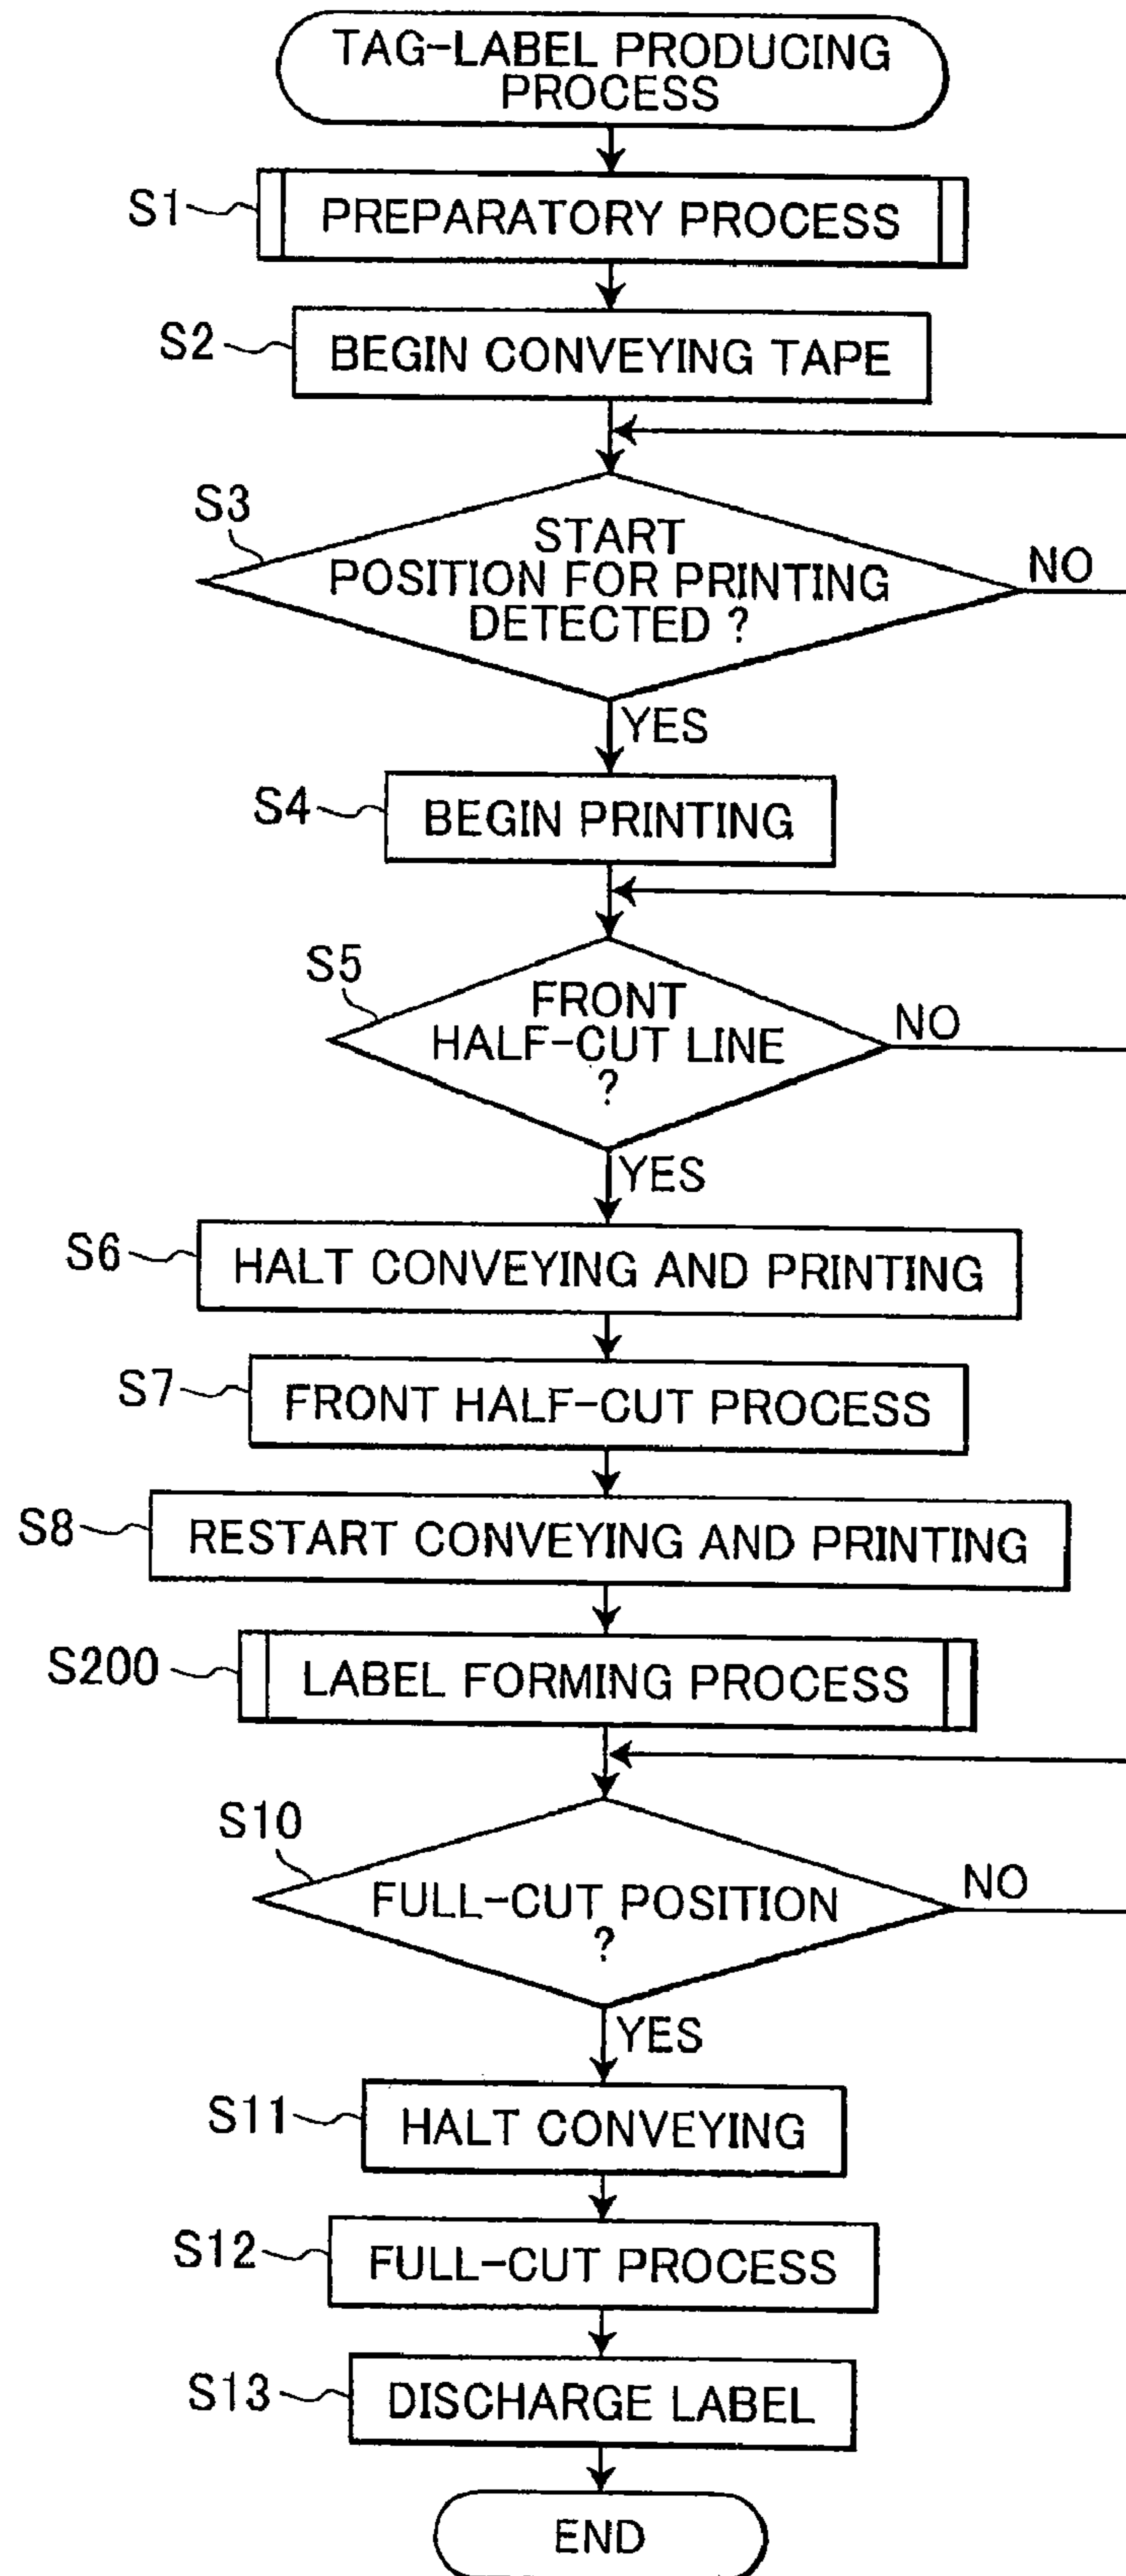 TAG-LABEL PRODUCING
PROCESS
S1
PREPARATORY PROCESS
S2
BEGIN CONVEYING TAPE
S3
START
POSITION FOR PRINTING
DETECTED ?
NO
YES
S4
BEGIN PRINTING
S5
FRONT
HALF-CUT LINE
?
NO
YES
S6
HALT CONVEYING AND PRINTING
S7
FRONT HALF-CUT PROCESS
S8
RESTART CONVEYING AND PRINTING
S200
LABEL FORMING PROCESS
S10
FULL-CUT POSITION
?
NO
YES
S11
HALT CONVEYING
S12
FULL-CUT PROCESS
S13
DISCHARGE LABEL
END